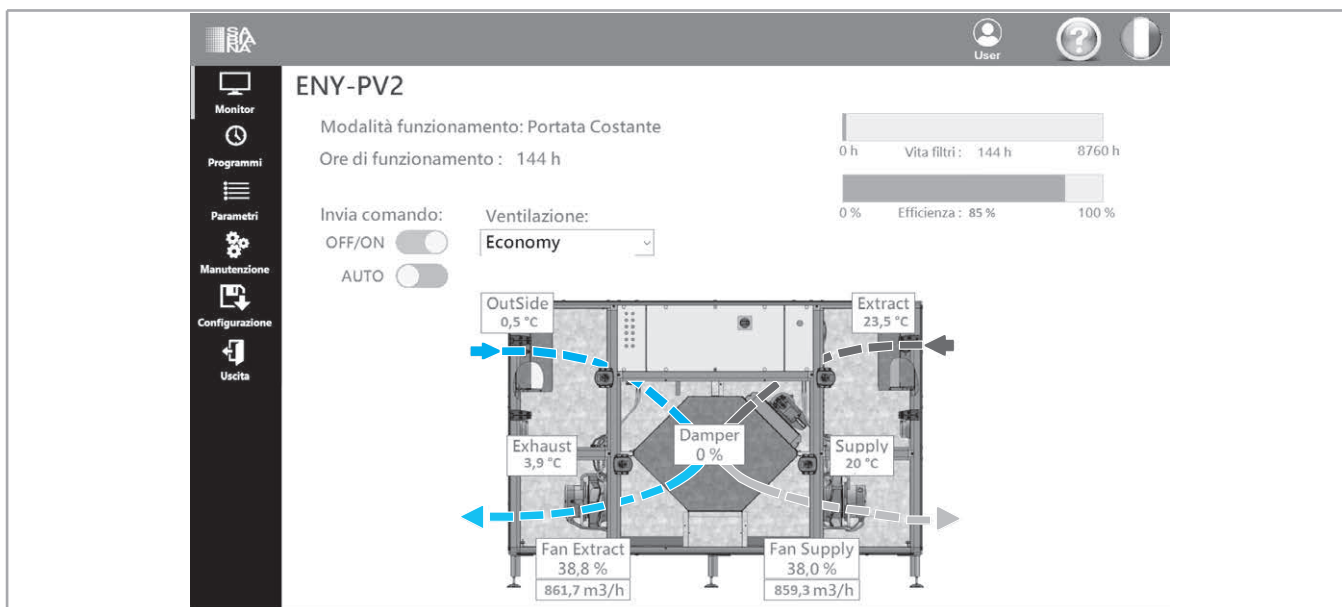 SABIANA
User
?
Monitor
Programmi
Parametri
Manutenzione
Configurazione
Uscita
ENY-PV2
Modalità funzionamento: Portata Costante
Ore di funzionamento : 144 h
0 h Vita filtri : 144 h 8760 h
0 % Efficienza : 85 % 100 %
Invia comando:
OFF/ON
AUTO
Ventilazione:
Economy
OutSide
0,5 °C
Extract
23,5 °C
Damper
0 %
Exhaust
3,9 °C
Supply
20 °C
Fan Extract
38,8 %
861,7 m3/h
Fan Supply
38,0 %
859,3 m3/h